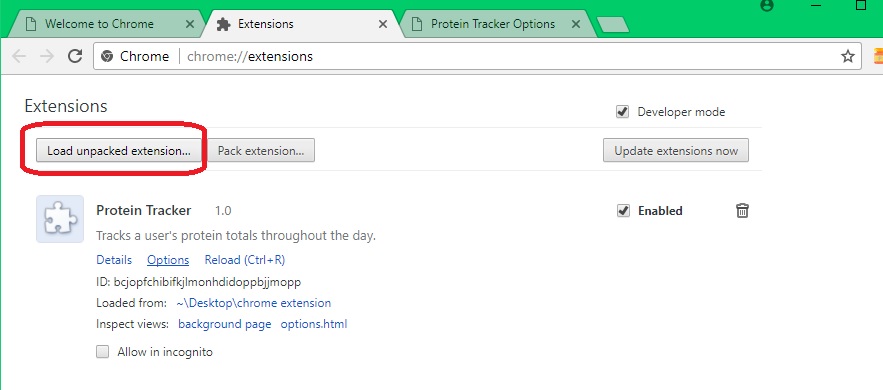 Welcome to Chrome
Extensions
Protein Tracker Options
Chrome
chrome://extensions
Extensions
Developer mode
Load unpacked extension...
Pack extension...
Update extensions now
Protein Tracker 1.0
Enabled
Tracks a user's protein totals throughout the day.
Details Options Reload (Ctrl+R)
ID: bcjopfchibifkjlmonhdidoppbjjmopp
Loaded from: ~\Desktop\chrome extension
Inspect views: background page options.html
Allow in incognito